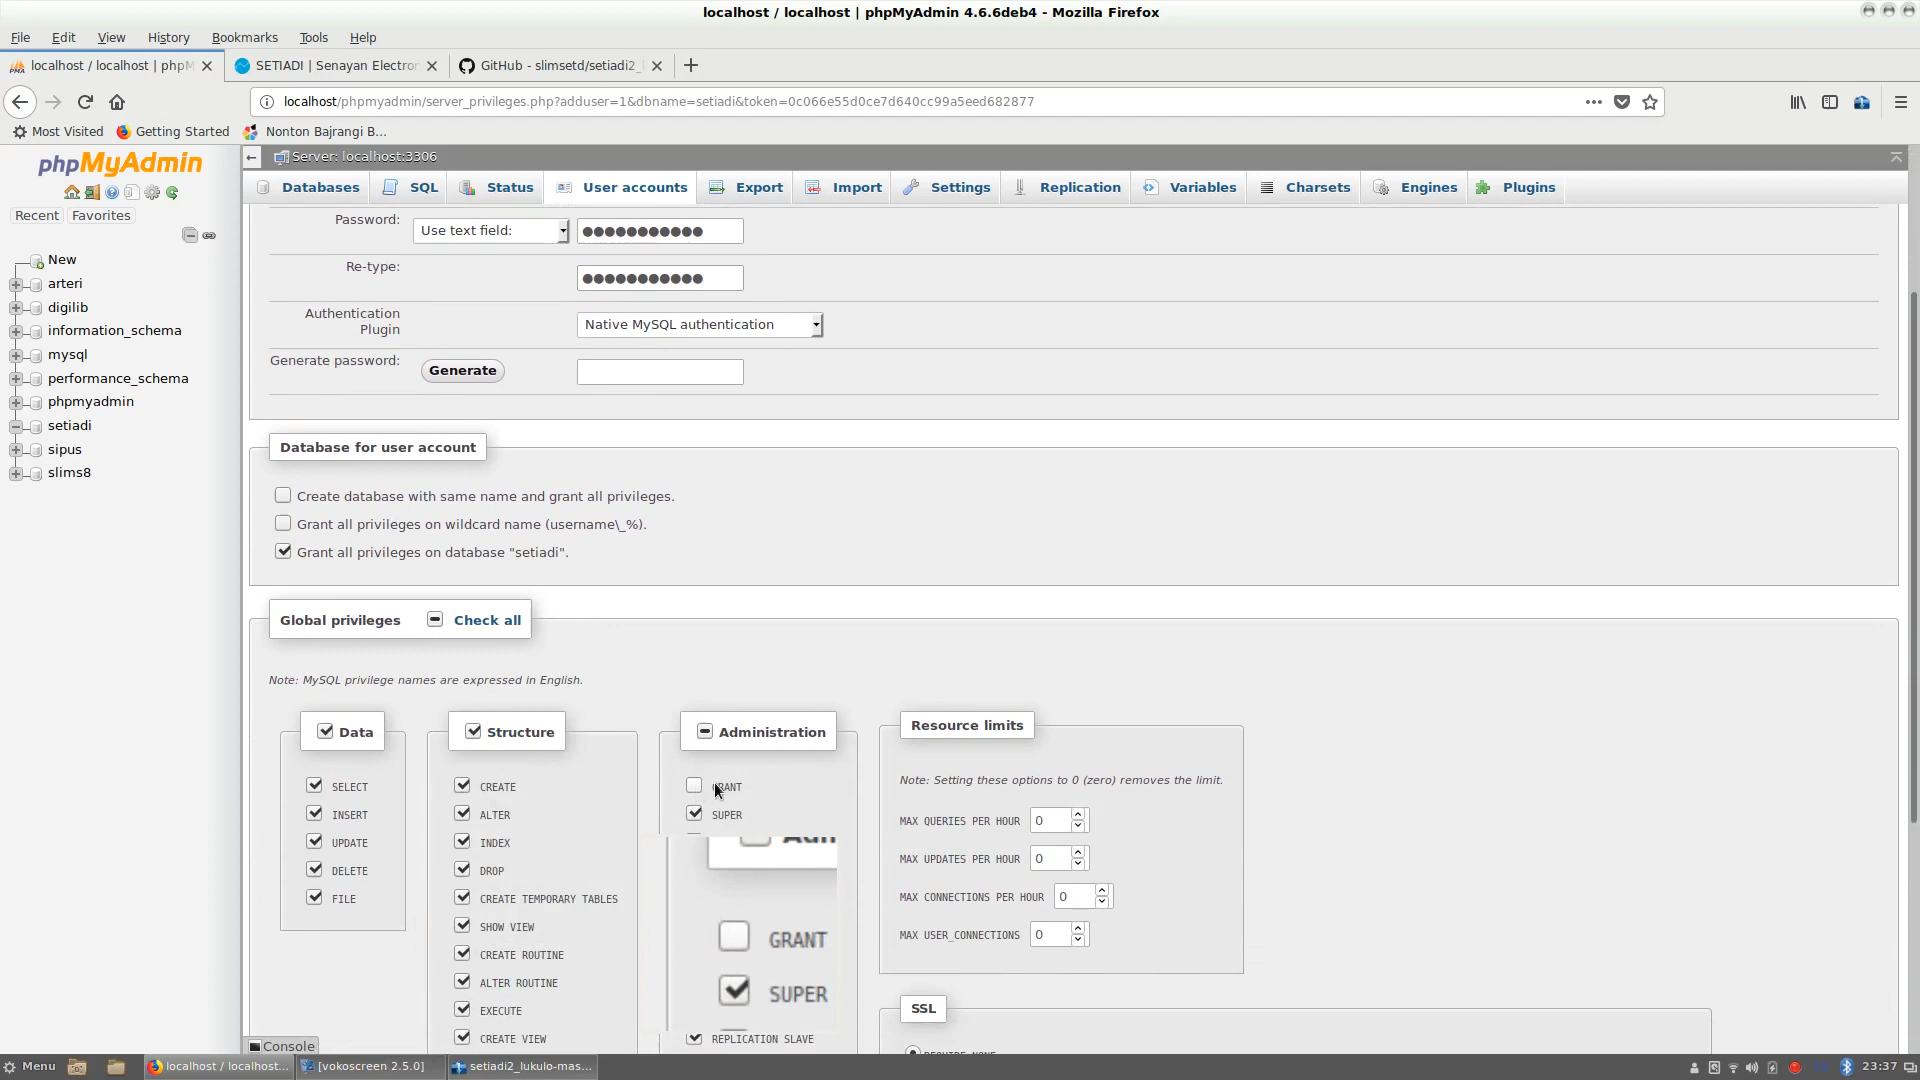 localhost / localhost | phpMyAdmin 4.6.6deb4 - Mozilla Firefox
File Edit View History Bookmarks Tools Help
localhost / localhost | phpM
SETIADI | Senayan Electron
GitHub - slimsetd/setiadi2_l
localhost/phpmyadmin/server_privileges.php?adduser=1&dbname=setiadi&token=0c066e55d0ce7d640cc99a5eed682877
Most Visited Getting Started Nonton Bajrangi B...
phpMyAdmin
Recent Favorites
New
arteri
digilib
information_schema
mysql
performance_schema
phpmyadmin
setiadi
sipus
slims8
Server: localhost:3306
Databases SQL Status User accounts Export Import Settings Replication Variables Charsets Engines Plugins
Password: Use text field:
Re-type:
Authentication
Plugin
Native MySQL authentication
Generate password: Generate
Database for user account
Create database with same name and grant all privileges.
Grant all privileges on wildcard name (username\_%).
Grant all privileges on database "setiadi".
Global privileges Check all
Note: MySQL privilege names are expressed in English.
Data
SELECT
INSERT
UPDATE
DELETE
FILE
Structure
CREATE
ALTER
INDEX
DROP
CREATE TEMPORARY TABLES
SHOW VIEW
CREATE ROUTINE
ALTER ROUTINE
EXECUTE
CREATE VIEW
Administration
GRANT
SUPER
GRANT
SUPER
REPLICATION SLAVE
Resource limits
Note: Setting these options to 0 (zero) removes the limit.
MAX QUERIES PER HOUR 0
MAX UPDATES PER HOUR 0
MAX CONNECTIONS PER HOUR 0
MAX USER_CONNECTIONS 0
SSL
Console
Menu localhost / localhost... [vokoscreen 2.5.0] setiadi2_lukulo-mas... 23:37